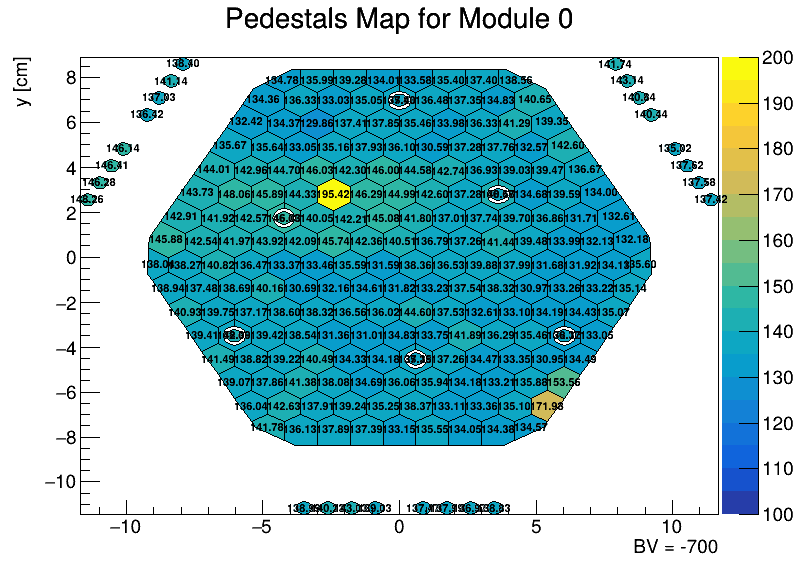 Pedestals Map for Module 0
y [cm]
138.40 141.74
141.14 143.14
137.93 140.84
136.42 140.44
146.14 135.92
146.41 137.62
146.28 137.58
148.26 137.42
134.78 135.99 139.28 134.01 133.58 135.40 137.40 138.56
134.36 136.33 133.03 135.05 136.48 137.35 134.83 140.65
132.42 134.37 129.86 137.41 137.85 135.46 133.98 136.33 141.29 139.35
135.67 135.64 133.05 135.16 137.93 137.10 136.30 137.28 137.76 132.57 142.60
144.01 142.96 144.70 146.03 142.30 146.00 144.58 142.74 136.93 139.03 131.13 136.67
143.73 148.06 145.89 144.33 195.42 146.29 144.99 142.60 137.28 134.68 139.59 134.00
142.91 141.92 142.57 140.05 142.21 145.08 141.80 137.01 137.71 139.74 136.86 131.71 132.61
145.88 142.54 141.97 143.92 142.09 145.74 142.36 140.51 136.79 137.26 141.44 139.48 133.99 132.13 132.18
138.04 138.27 140.82 136.47 133.37 133.46 135.59 131.59 138.36 136.53 139.88 137.99 131.68 131.92 134.13 135.60
138.94 137.48 138.69 140.16 130.69 132.16 134.61 131.82 133.23 137.54 138.32 130.97 133.26 133.22 135.14
140.93 139.75 137.17 138.60 138.32 136.56 136.02 144.60 137.53 132.26 133.10 134.19 134.43 135.07
139.41 139.42 138.54 131.36 131.01 134.83 133.75 141.89 136.29 135.46 133.05
141.49 138.82 139.22 140.49 134.33 134.18 137.26 134.47 133.35 130.95 134.49
139.07 137.86 141.38 138.08 134.69 136.06 135.94 134.18 133.21 135.88 153.56
136.04 142.63 137.91 139.24 135.25 138.37 133.11 133.36 135.10 171.98
141.78 136.13 137.89 137.39 133.15 135.55 128.05 134.38 134.57
8
6
4
2
0
−2
−4
−6
−8
−10
−10 −5 0 5 10
200
190
180
170
160
150
140
130
120
110
100
BV = -700